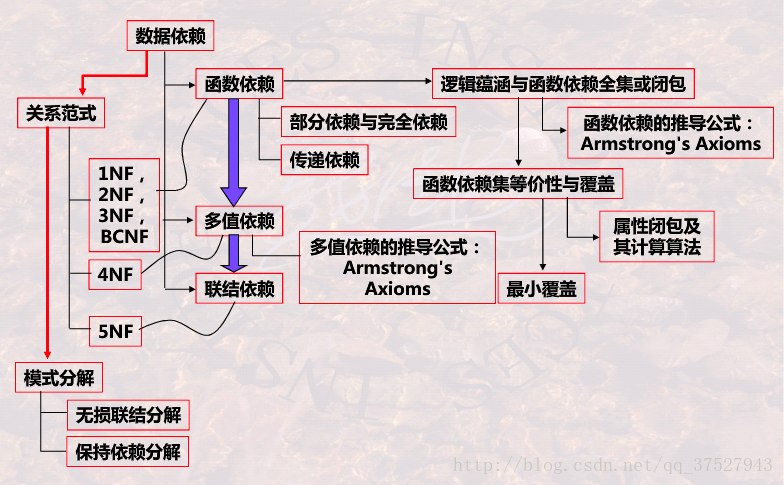 数据依赖
函数依赖
逻辑蕴涵与函数依赖全集或闭包
关系范式
部分依赖与完全依赖
函数依赖的推导公式：
Armstrong's Axioms
传递依赖
1NF，
2NF，
3NF，
BCNF
函数依赖集等价性与覆盖
多值依赖
属性闭包及
其计算算法
多值依赖的推导公式：
Armstrong's
Axioms
4NF
联结依赖
最小覆盖
5NF
模式分解
无损联结分解
保持依赖分解
http://blog.csdn.net/qq_37527943